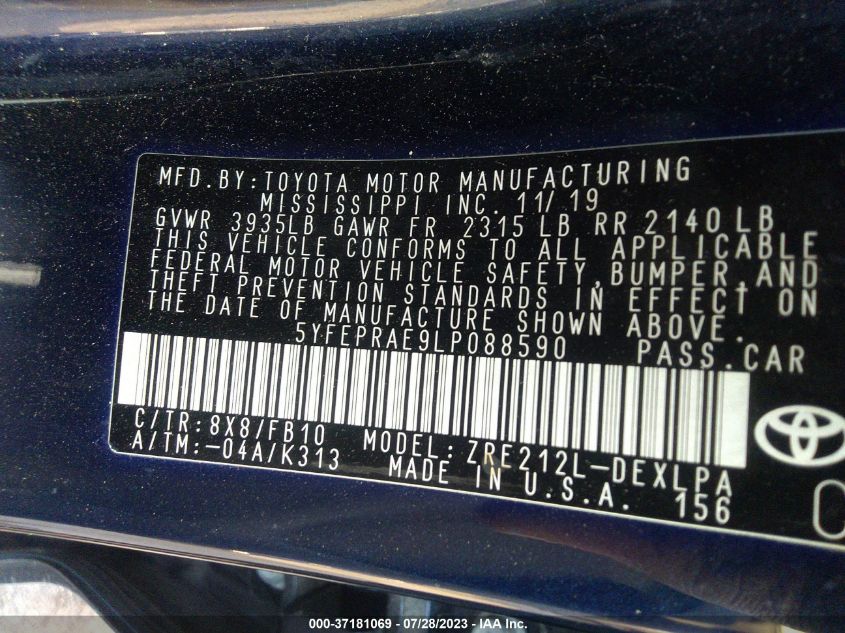 MFD.BY:TOYOTA MOTOR MANUFACTURING
MISSISSIPPI, INC. 11/19
GVWR 3935LB GAWR FR 2315 LB RR 2140 LB
THIS VEHICLE CONFORMS TO ALL APPLICABLE
FEDERAL MOTOR VEHICLE SAFETY,BUMPER,AND
THEFT PREVENTION STANDARDS IN EFFECT ON
THE DATE OF MANUFACTURE SHOWN ABOVE.
5YFEPRAE9LP088590 PASS.CAR
C/TR:8X8/FB10 MODEL:ZRE212L-DEXLPA
A/TM:-04A/K313 MADE IN U.S.A. 156
000-37181069 - 07/28/2023 - IAA Inc.